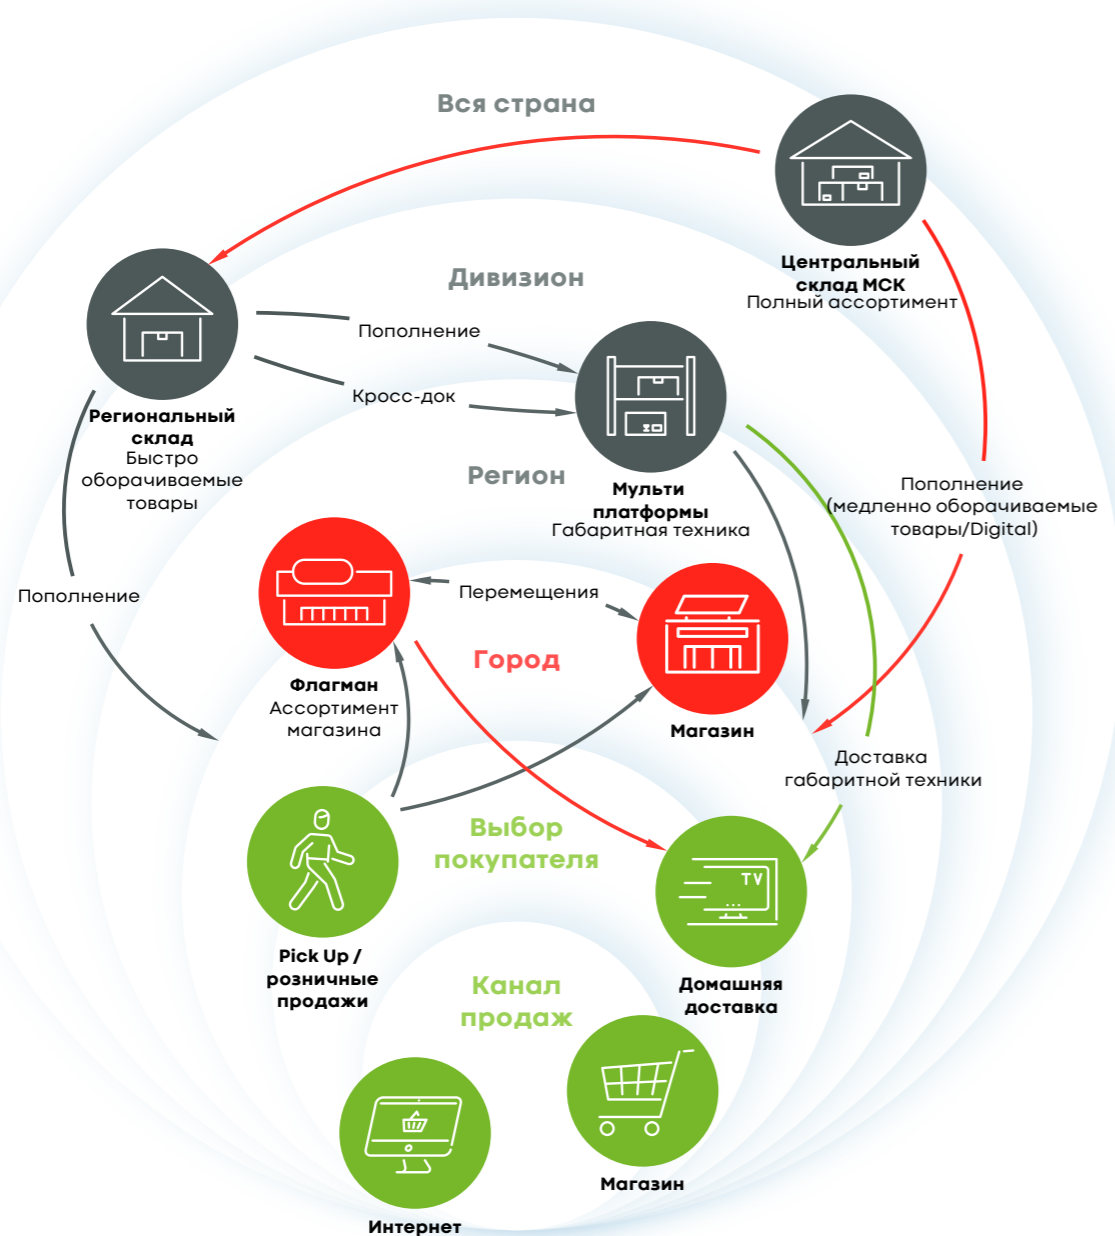 Вся страна
Центральный
склад МСК
Полный ассортимент
Дивизион
Пополнение
Кросс-док
Региональный
склад
Быстро
оборачиваемые
товары
Регион
Мульти
платформы
Габаритная техника
Пополнение
(медленно оборачиваемые
товары/Digital)
Пополнение
Перемещения
Город
Флагман
Ассортимент
магазина
Магазин
Доставка
габаритной техники
Выбор
покупателя
TV
Pick Up /
розничные
продажи
Домашняя
доставка
Канал
продаж
Магазин
Интернет